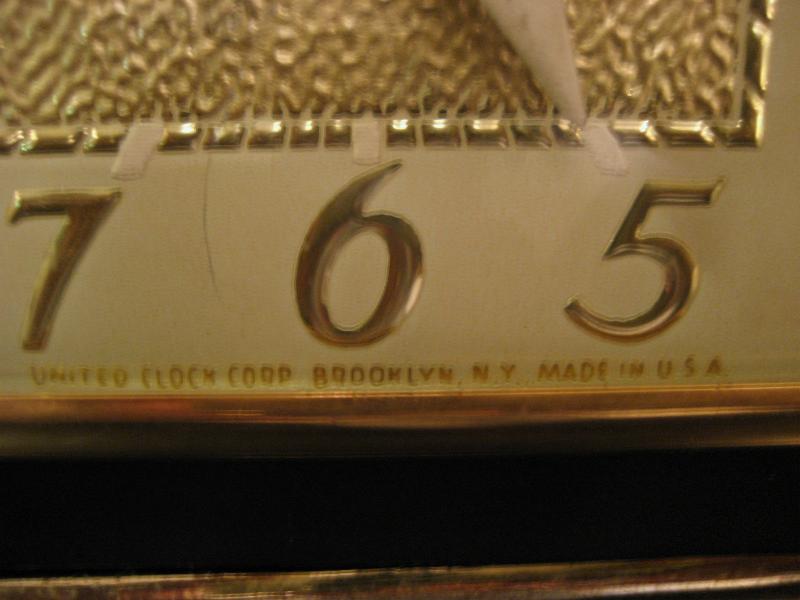 7 6 5
UNITED CLOCK CORP. BROOKLYN, N.Y. MADE IN U.S.A.